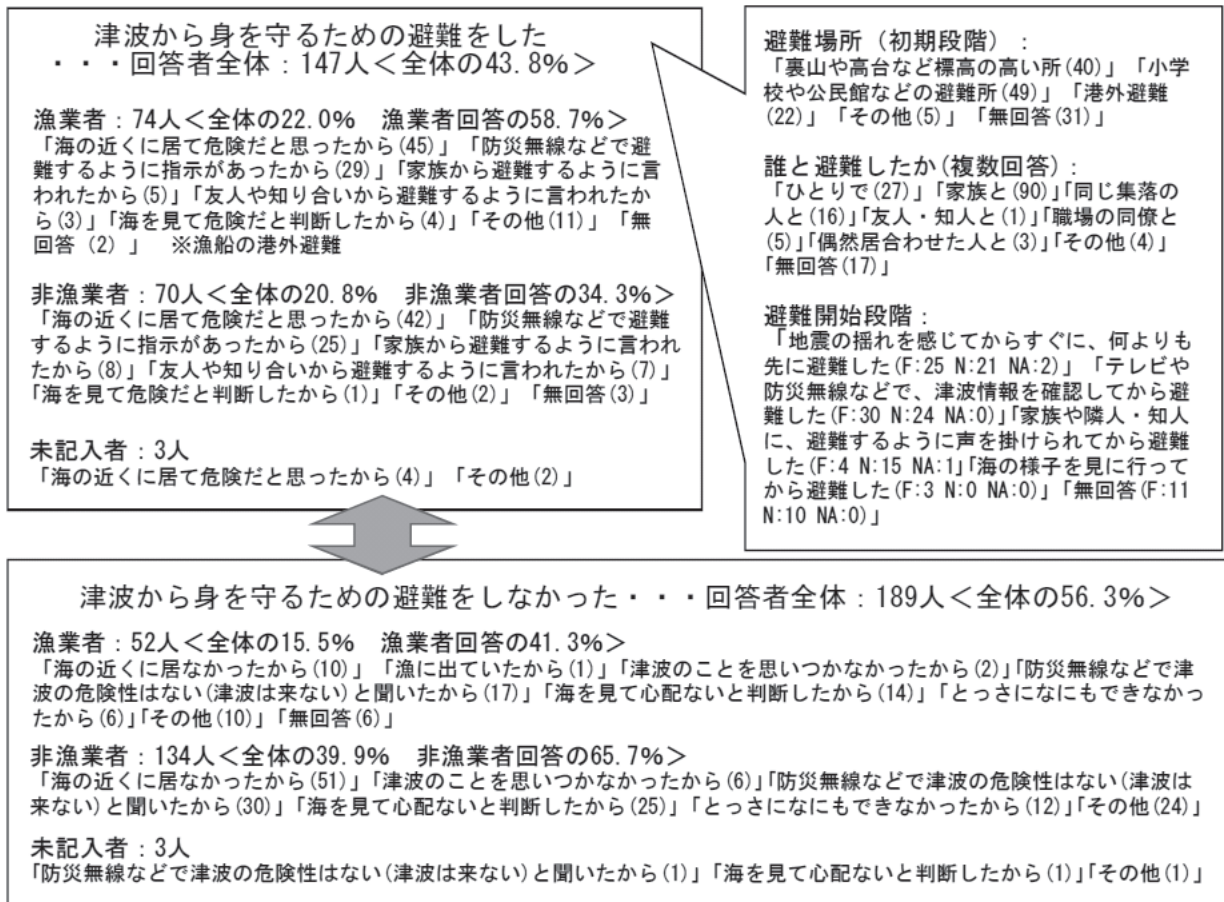 津波から身を守るための避難をした
・・・回答者全体：147人＜全体の43.8%＞
漁業者：74人＜全体の22.0%　漁業者回答の58.7%＞
「海の近くに居て危険だと思ったから(45)」「防災無線などで避
難するように指示があったから(29)」「家族から避難するように言
われたから(5)」「友人や知り合いから避難するように言われたか
ら(3)」「海を見て危険だと判断したから(4)」「その他(11)」「無
回答（2）」　※漁船の港外避難
非漁業者：70人＜全体の20.8%　非漁業者回答の34.3%＞
「海の近くに居て危険だと思ったから(42)」「防災無線などで避難
するように指示があったから(25)」「家族から避難するように言われ
たから(8)」「友人や知り合いから避難するように言われたから(7)」
「海を見て危険だと判断したから(1)」「その他(2)」「無回答(3)」
未記入者：3人
「海の近くに居て危険だと思ったから(4)」「その他(2)」
避難場所（初期段階）：
「裏山や高台など標高の高い所(40)」「小学
校や公民館などの避難所(49)」「港外避難
(22)」「その他(5)」「無回答(31)」
誰と避難したか(複数回答)：
「ひとりで(27)」「家族と(90)」「同じ集落の
人と(16)」「友人・知人と(1)」「職場の同僚と
(5)」「偶然居合わせた人と(3)」「その他(4)」
「無回答(17)」
避難開始段階：
「地震の揺れを感じてからすぐに、何よりも
先に避難した(F:25 N:21 NA:2)」「テレビや
防災無線などで、津波情報を確認してから避
難した(F:30 N:24 NA:0)」「家族や隣人・知人
に、避難するように声を掛けられてから避難
した(F:4 N:15 NA:1」「海の様子を見に行って
から避難した(F:3 N:0 NA:0)」「無回答(F:11
N:10 NA:0)」
津波から身を守るための避難をしなかった・・・回答者全体：189人＜全体の56.3%＞
漁業者：52人＜全体の15.5%　漁業者回答の41.3%＞
「海の近くに居なかったから(10)」「漁に出ていたから(1)」「津波のことを思いつかなかったから(2)」「防災無線などで津
波の危険性はない(津波は来ない)と聞いたから(17)」「海を見て心配ないと判断したから(14)」「とっさになにもできなかっ
たから(6)」「その他(10)」「無回答(6)」
非漁業者：134人＜全体の39.9%　非漁業者回答の65.7%＞
「海の近くに居なかったから(51)」「津波のことを思いつかなかったから(6)」「防災無線などで津波の危険性はない(津波は
来ない)と聞いたから(30)」「海を見て心配ないと判断したから(25)」「とっさになにもできなかったから(12)」「その他(24)」
未記入者：3人
「防災無線などで津波の危険性はない(津波は来ない)と聞いたから(1)」「海を見て心配ないと判断したから(1)」「その他(1)」